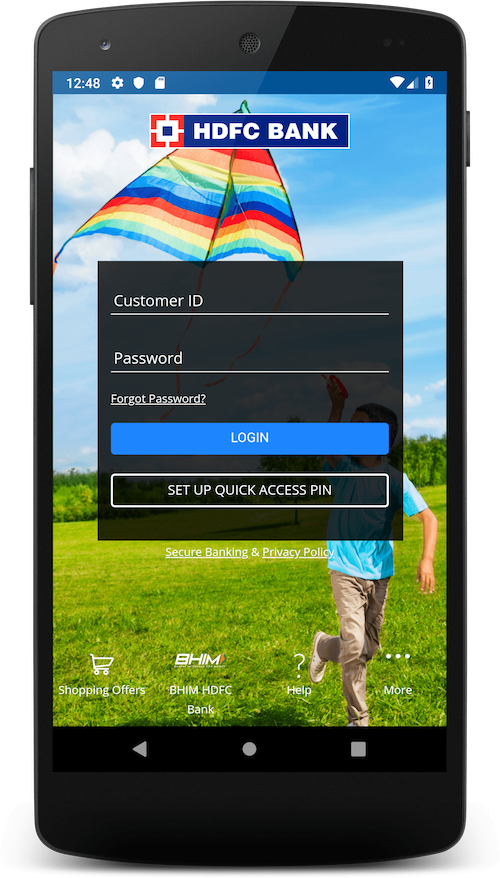 12:48
HDFC BANK
Customer ID
Password
Forgot Password?
LOGIN
SET UP QUICK ACCESS PIN
Secure Banking & Privacy Policy
BHIM
Shopping Offers
BHIM HDFC
Bank
Help
More